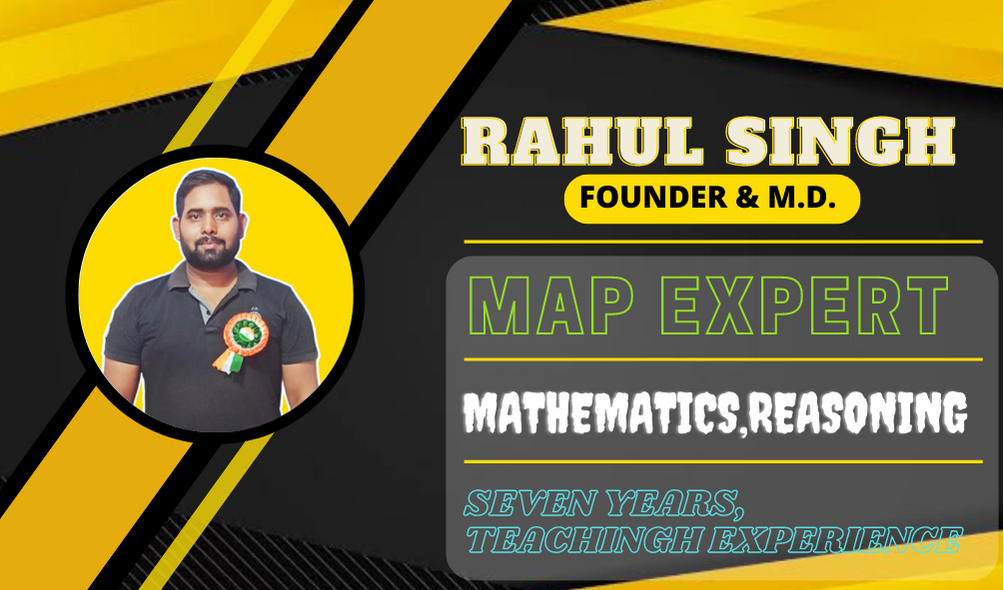 RAHUL SINGH
FOUNDER & M.D.
MAP EXPERT
MATHEMATICS,REASONING
SEVEN YEARS,
TEACHINGH EXPERIENCE